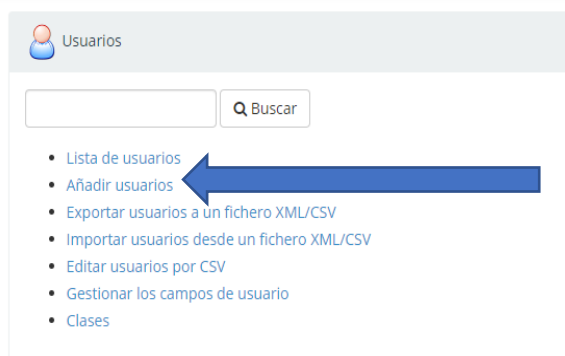 Usuarios
Buscar
Lista de usuarios
Añadir usuarios
Exportar usuarios a un fichero XML/CSV
Importar usuarios desde un fichero XML/CSV
Editar usuarios por CSV
Gestionar los campos de usuario
Clases